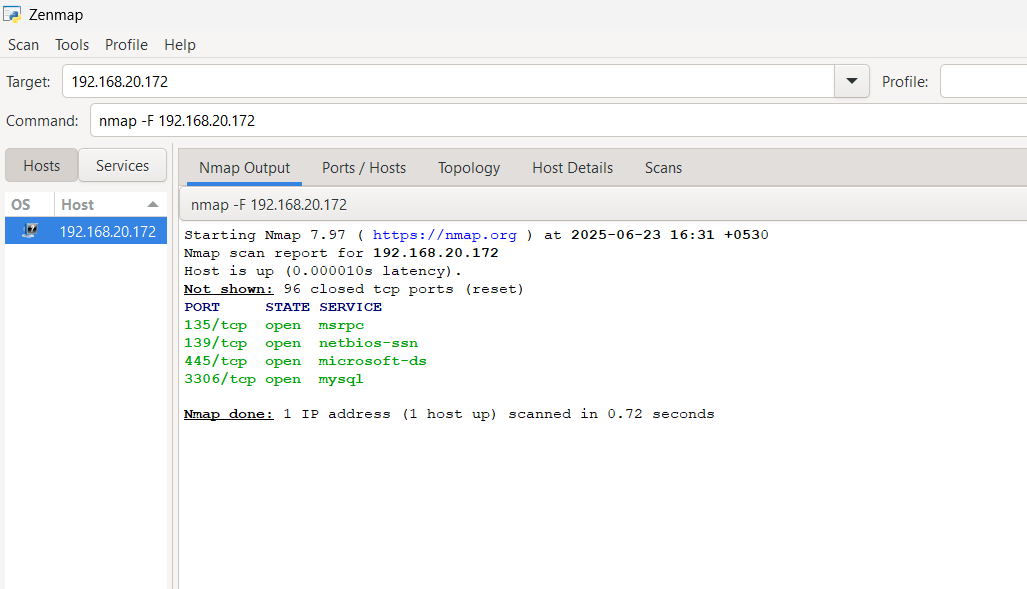 Zenmap
Scan Tools Profile Help
Target: 192.168.20.172 Profile:
Command: nmap -F 192.168.20.172
Hosts Services
Nmap Output Ports / Hosts Topology Host Details Scans
OS Host
192.168.20.172
nmap -F 192.168.20.172
Starting Nmap 7.97 ( https://nmap.org ) at 2025-06-23 16:31 +0530
Nmap scan report for 192.168.20.172
Host is up (0.000010s latency).
Not shown: 96 closed tcp ports (reset)
PORT STATE SERVICE
135/tcp open msrpc
139/tcp open netbios-ssn
445/tcp open microsoft-ds
3306/tcp open mysql
Nmap done: 1 IP address (1 host up) scanned in 0.72 seconds